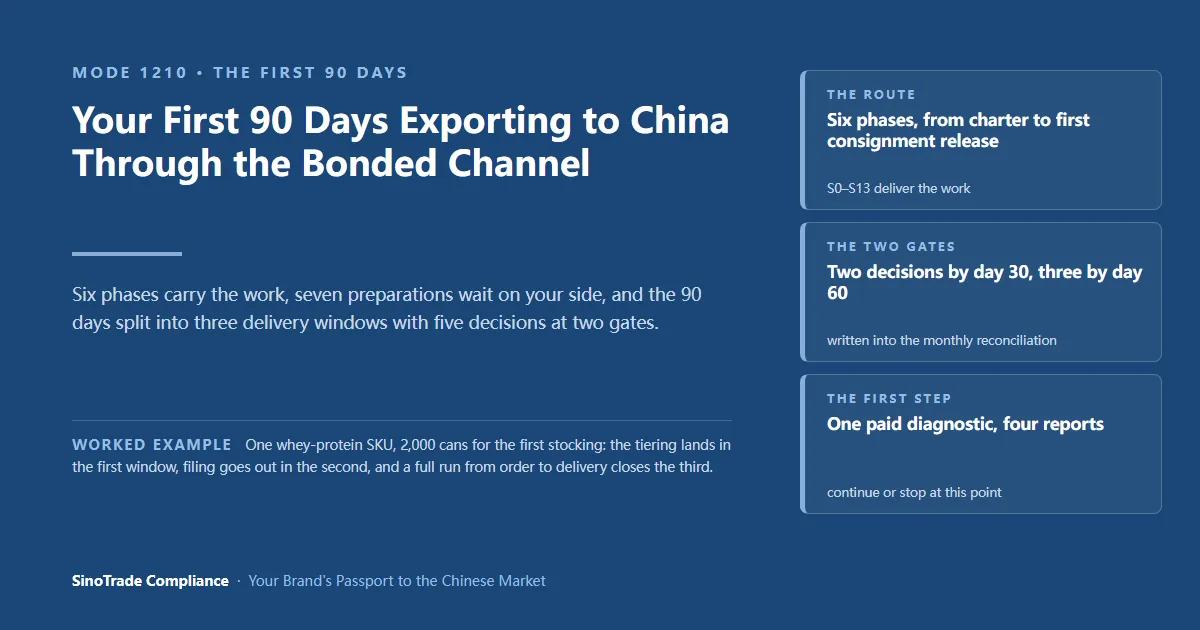 MODE 1210 • THE FIRST 90 DAYS
Your First 90 Days Exporting to China
Through the Bonded Channel
Six phases carry the work, seven preparations wait on your side, and the 90
days split into three delivery windows with five decisions at two gates.
WORKED EXAMPLE One whey-protein SKU, 2,000 cans for the first stocking: the tiering lands in
the first window, filing goes out in the second, and a full run from order to delivery closes the third.
SinoTrade Compliance · Your Brand's Passport to the Chinese Market
THE ROUTE
Six phases, from charter to first
consignment release
S0–S13 deliver the work
THE TWO GATES
Two decisions by day 30, three by day
60
written into the monthly reconciliation
THE FIRST STEP
One paid diagnostic, four reports
continue or stop at this point